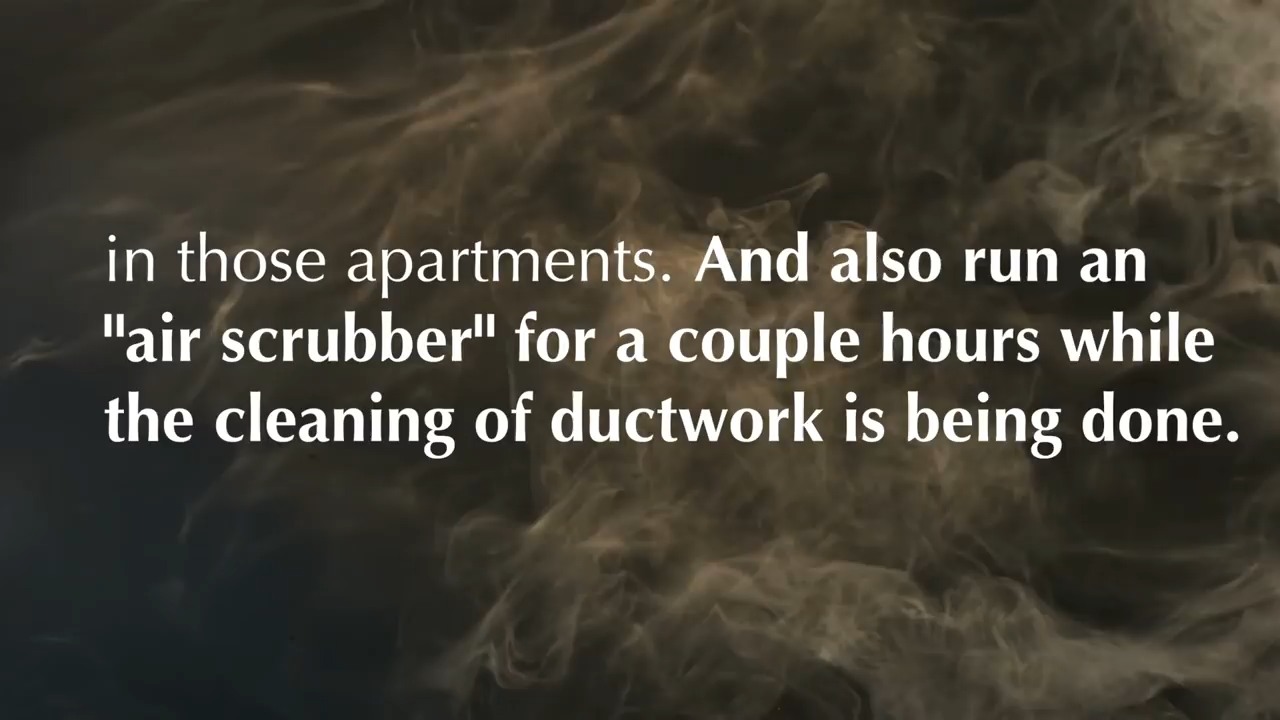 in those apartments. And also run an
"air scrubber" for a couple hours while
the cleaning of ductwork is being done.